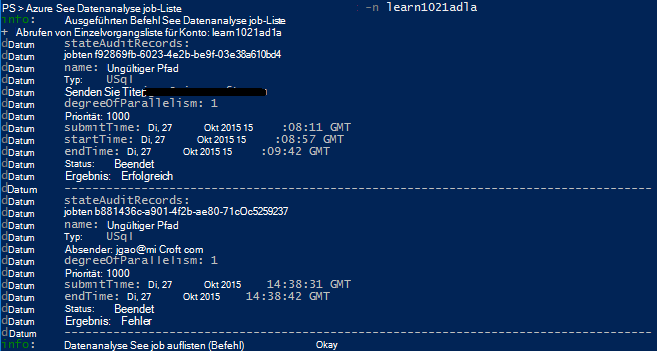 PS > Azure See Datenanalyse job-Liste -n learn1021adla
info: Ausgeführten Befehl See Datenanalyse job-Liste
+ Abrufen von Einzelvorgangsliste für Konto: learn1021ad1a
dDatum stateAuditRecords:
dDatum jobten f92869fb-6023-4e2b-be9f-03e38a610bd4
dDatum name: Ungültiger Pfad
dDatum Typ: USql
dDatum Senden Sie Titer
dDatum degreeOfParallelism: 1
dDatum Priorität: 1000
dDatum submitTime: Di, 27 Okt 2015 15 :08:11 GMT
dDatum startTime: Di, 27 Okt 2015 15 :08:57 GMT
dDatum endTime: Di, 27 Okt 2015 15 :09:42 GMT
dDatum Status: Beendet
dDatum Ergebnis: Erfolgreich
dDatum ----------------------------------------------------------------------
dDatum stateAuditRecords:
dDatum jobten b881436c-a901-4f2b-ae80-71cOc5259237
dDatum name: Ungültiger Pfad
dDatum Typ: USql
dDatum Absender: jgao@mi Croft com
dDatum degreeOfParallelism: 1
dDatum Priorität: 1000
dDatum submitTime: Di, 27 Okt 2015 14:38:31 GMT
dDatum endTime: Di, 27 Okt 2015 14:38:42 GMT
dDatum Status: Beendet
dDatum Ergebnis: Fehler
dDatum ----------------------------------------------------------------------
info: Datenanalyse See job auflisten (Befehl) Okay